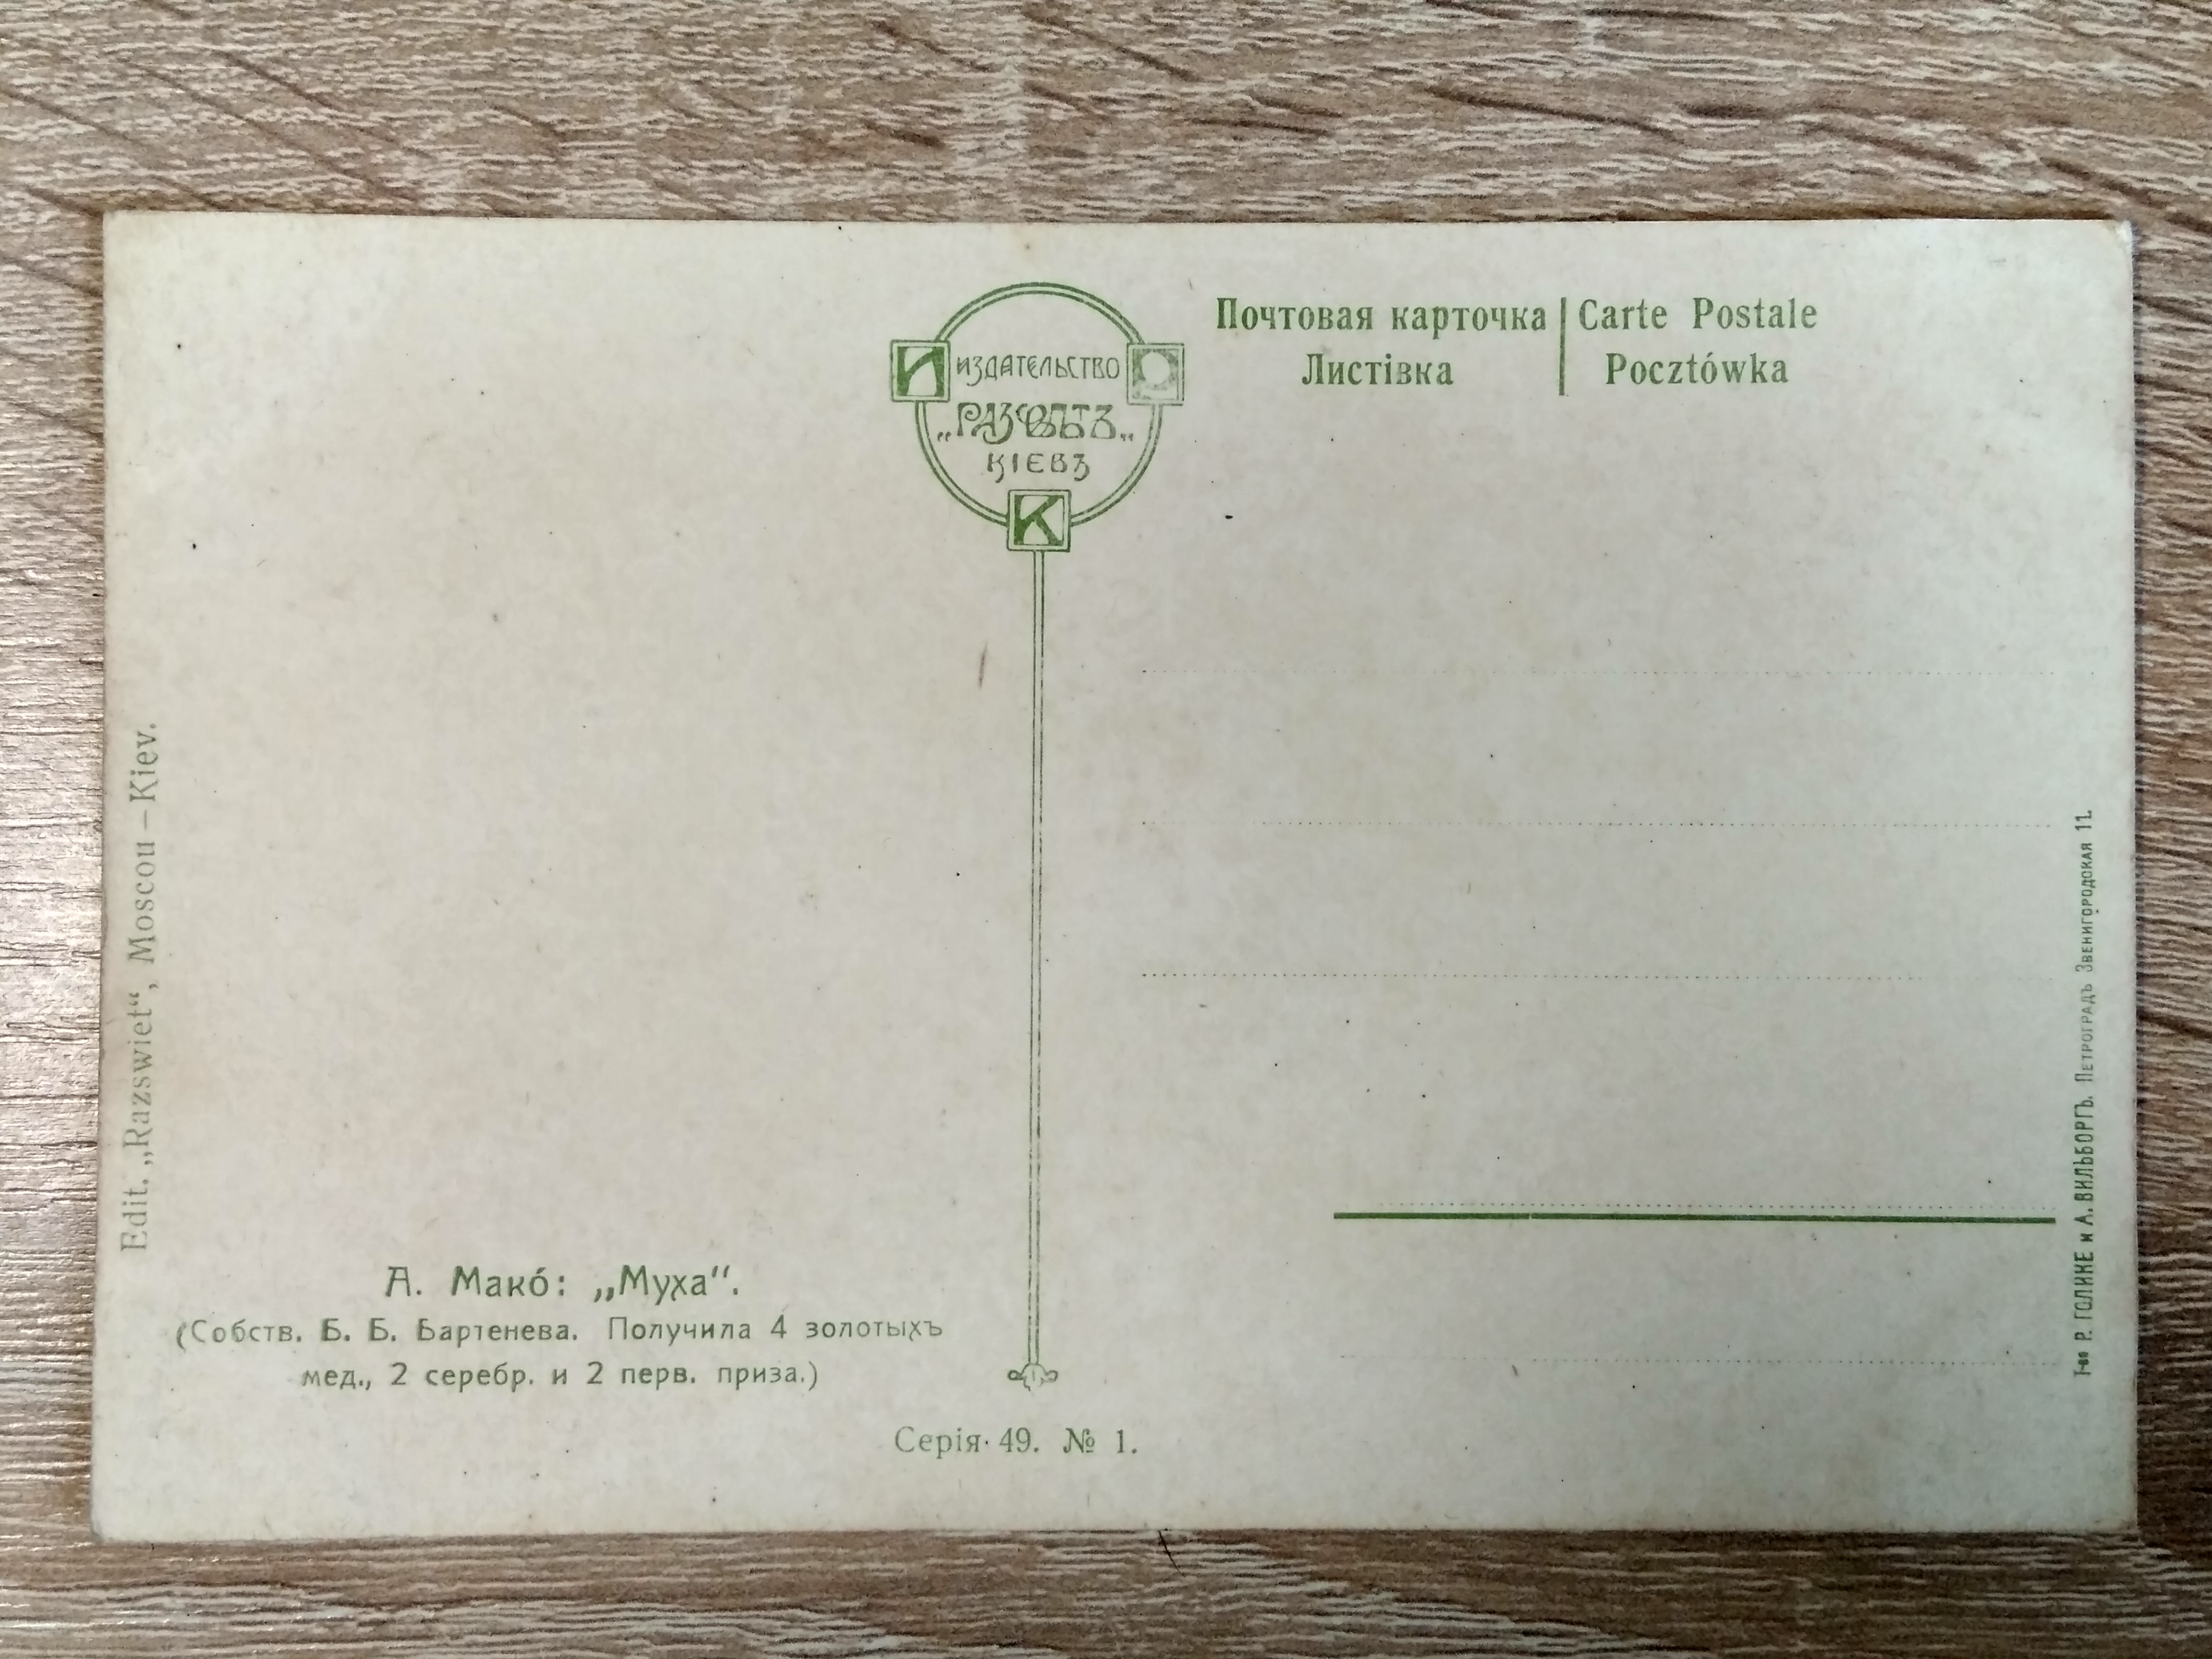 Почтовая карточка | Carte Postale
Листівка | Pocztówka
И
ИЗДАТЕЛЬСТВО
„РАЗСВѢТЪ„
КІЕВЪ
К
Edit. „Razswiet“, Moscou – Kiev.
А. Мако́: „Муха“.
(Собств. Б. Б. Бартенева. Получила 4 золотыхъ
мед., 2 серебр. и 2 перв. приза.)
Серія 49. № 1.
Т-во Р. ГОЛИКЕ и А. ВИЛЬБОРГЪ. ПЕТРОГРАДЪ ЗВЕНИГОРОДСКАЯ 11.